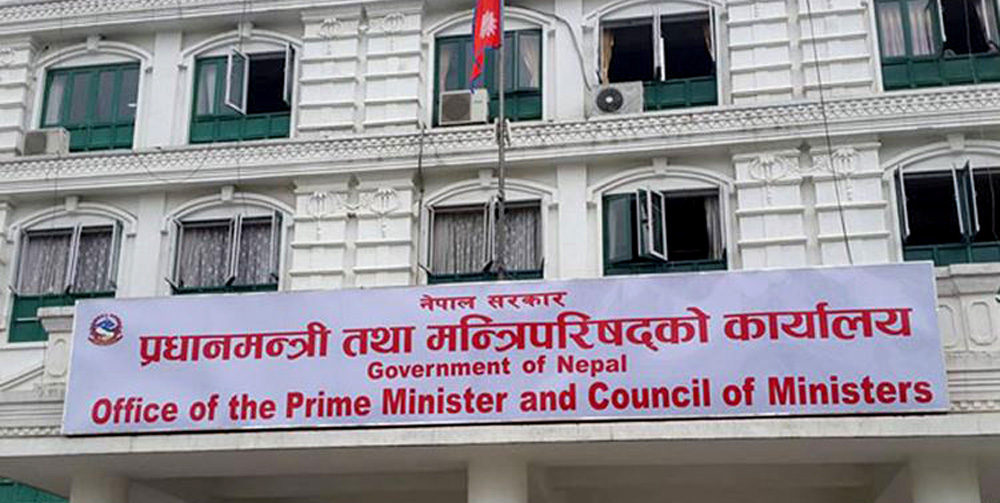 नेपाल सरकार
प्रधानमन्त्री तथा मन्त्रिपरिषद्को कार्यालय
Government of Nepal
Office of the Prime Minister and Council of Ministers